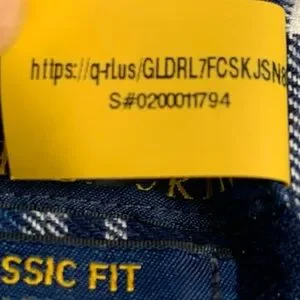 https://q-r.us/GLDRL7FCSKJSN8
S#0200011794
SSIC FIT